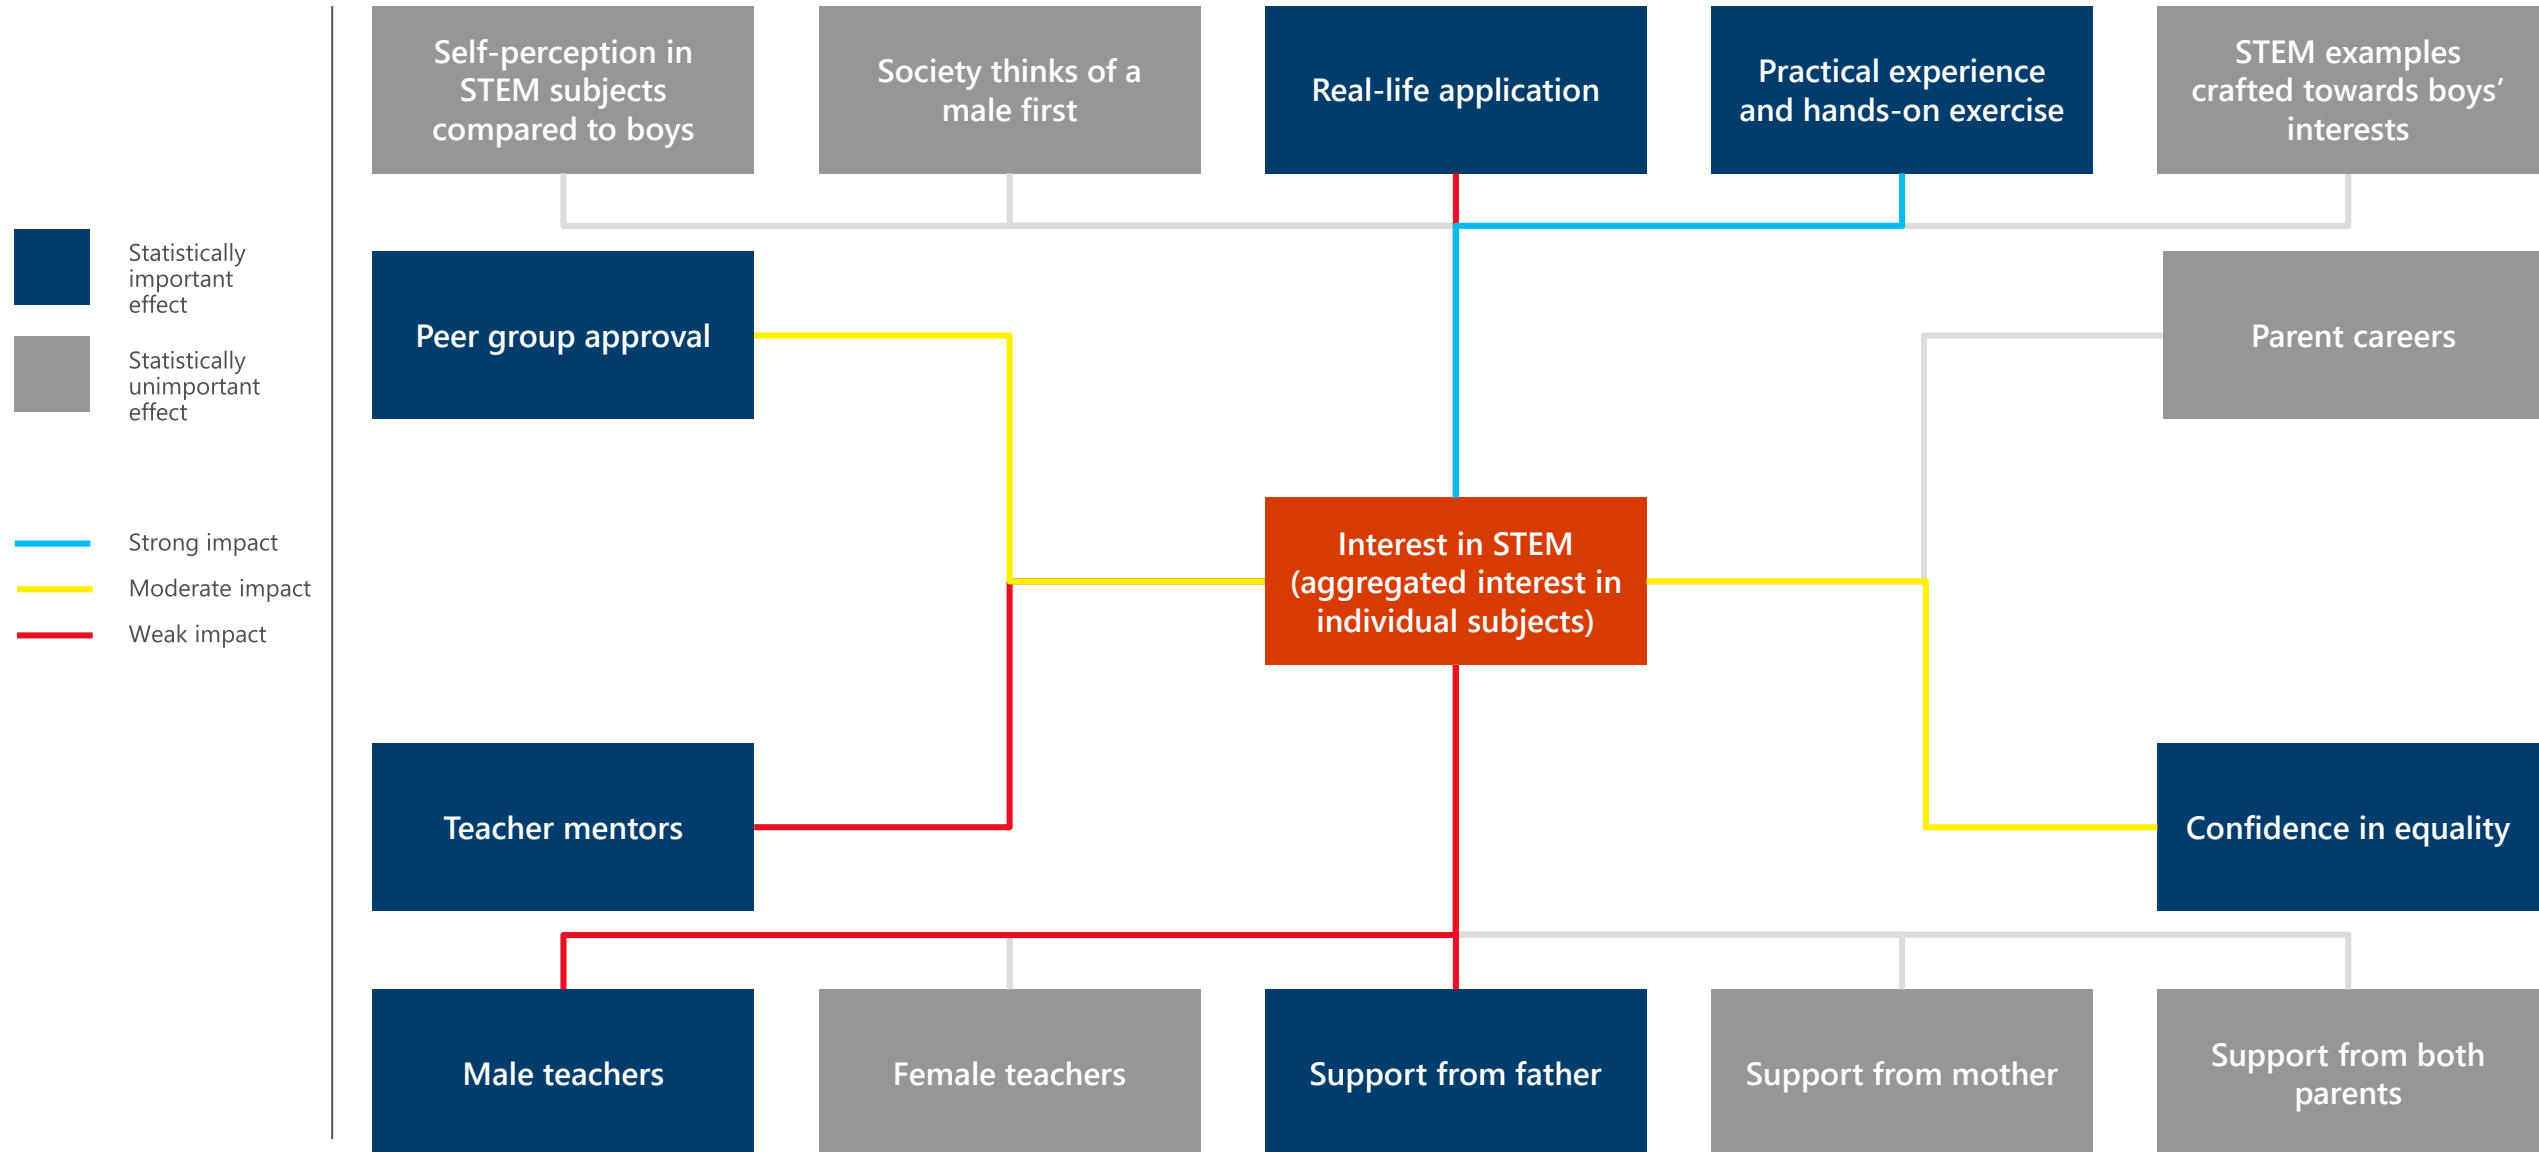 Statistically
important
effect
Statistically
unimportant
effect
Strong impact
Moderate impact
Weak impact
Self-perception in
STEM subjects
compared to boys
Society thinks of a
male first
Real-life application
Practical experience
and hands-on exercise
STEM examples
crafted towards boys’
interests
Peer group approval
Parent careers
Interest in STEM
(aggregated interest in
individual subjects)
Teacher mentors
Confidence in equality
Male teachers
Female teachers
Support from father
Support from mother
Support from both
parents